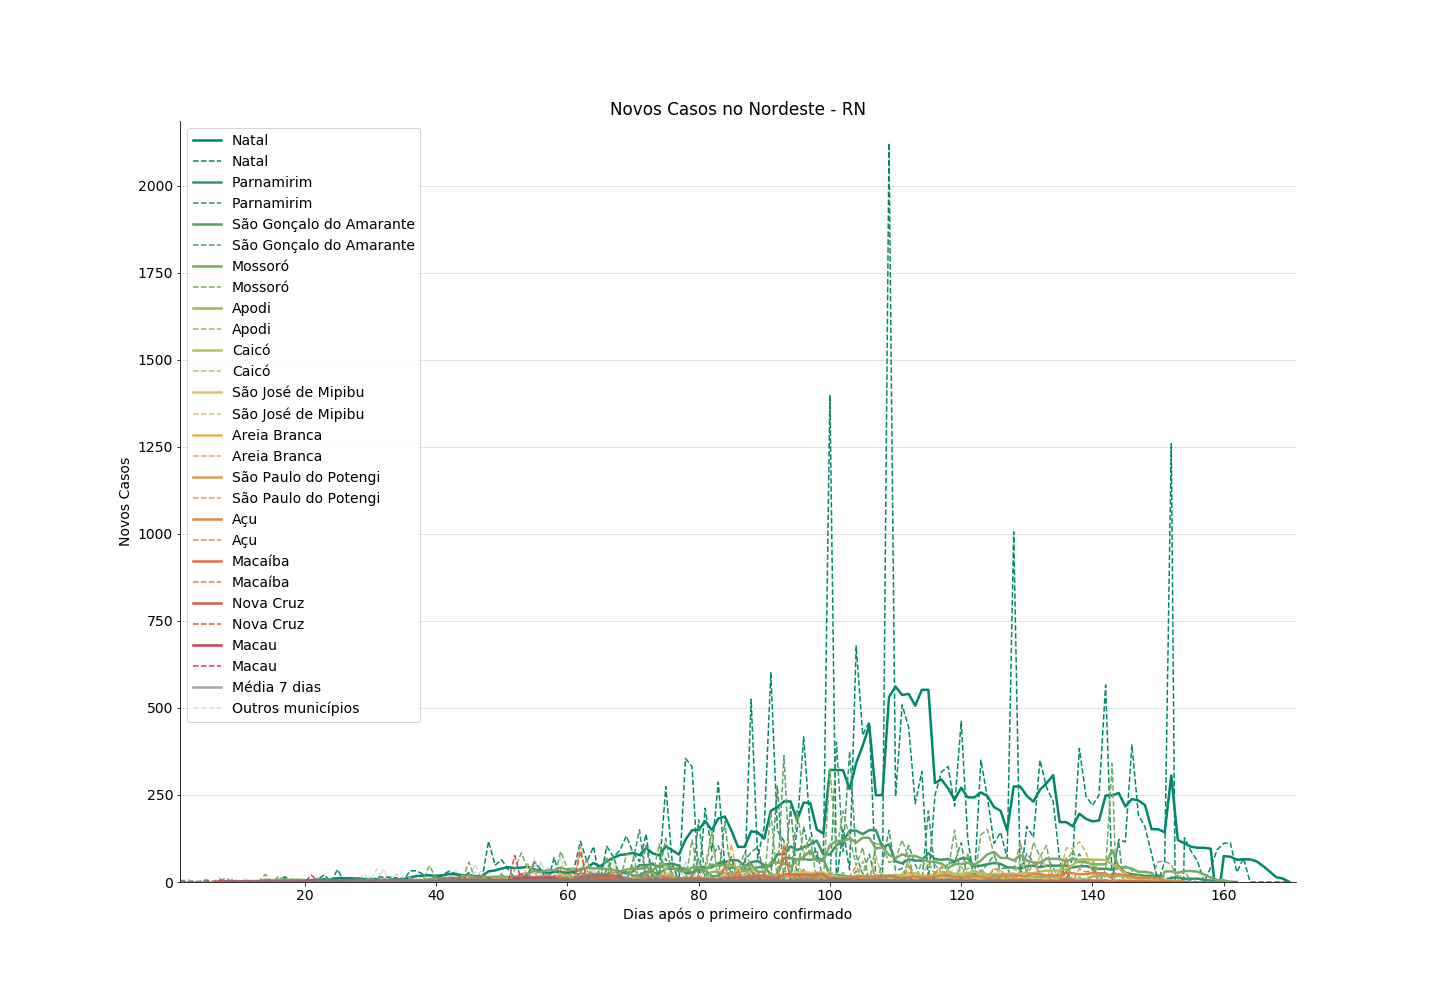 Novos Casos no Nordeste - RN
Natal
Natal
Parnamirim
Parnamirim
São Gonçalo do Amarante
São Gonçalo do Amarante
Mossoró
Mossoró
Apodi
Apodi
Caicó
Caicó
São José de Mipibu
São José de Mipibu
Areia Branca
Areia Branca
São Paulo do Potengi
São Paulo do Potengi
Açu
Açu
Macaíba
Macaíba
Nova Cruz
Nova Cruz
Macau
Macau
Média 7 dias
Outros municípios
Novos Casos
2000
1750
1500
1250
1000
750
500
250
0
20 40 60 80 100 120 140 160
Dias após o primeiro confirmado